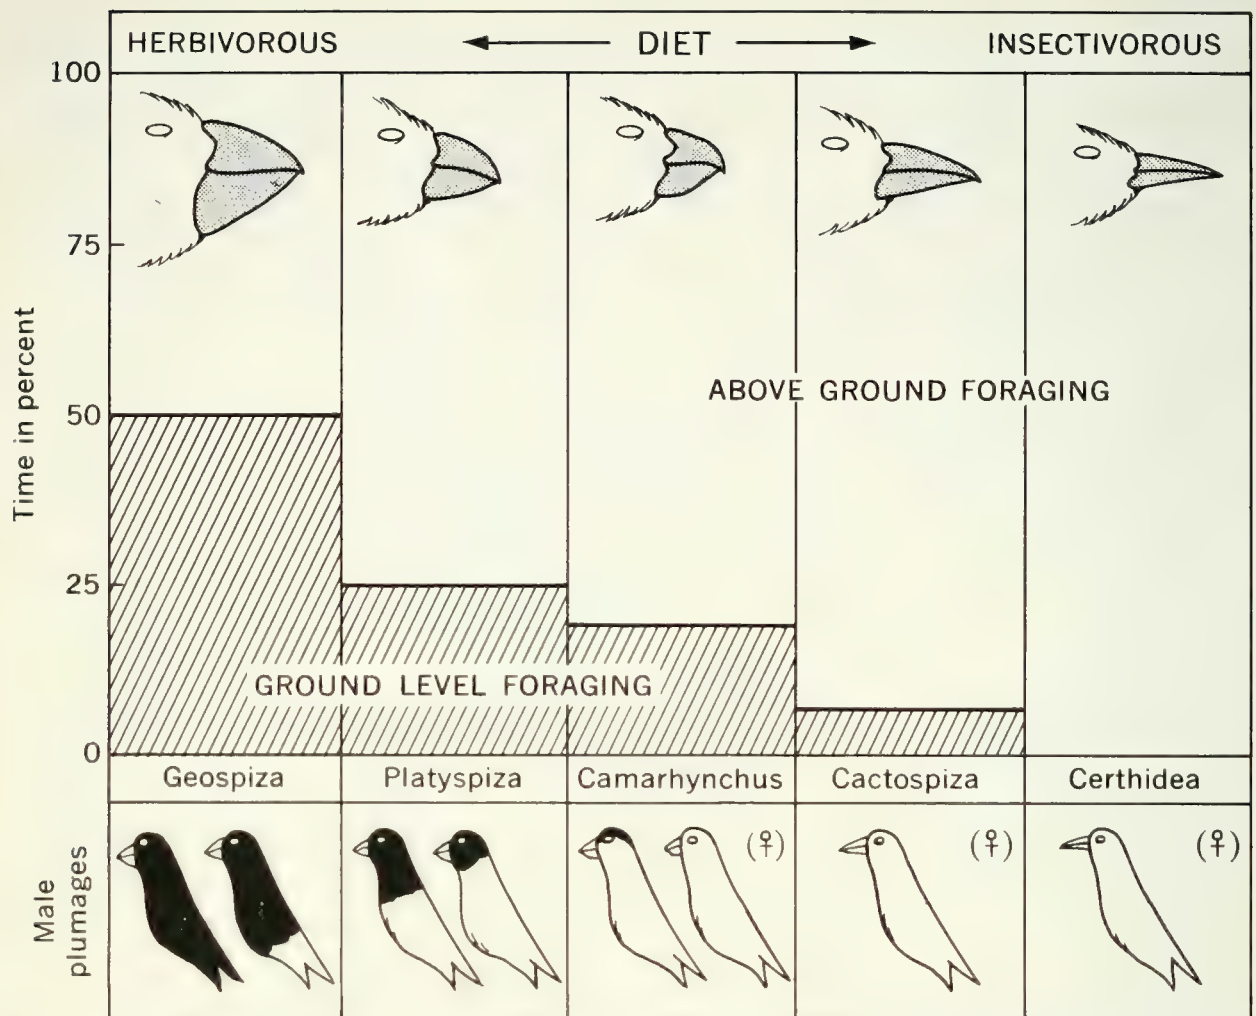 HERBIVOROUS DIET INSECTIVOROUS
100
75
50
25
0
Time in percent
ABOVE GROUND FORAGING
GROUND LEVEL FORAGING
Geospiza Platyspiza Camarhynchus Cactospiza Certhidea
Male
plumages
(♀) (♀) (♀)